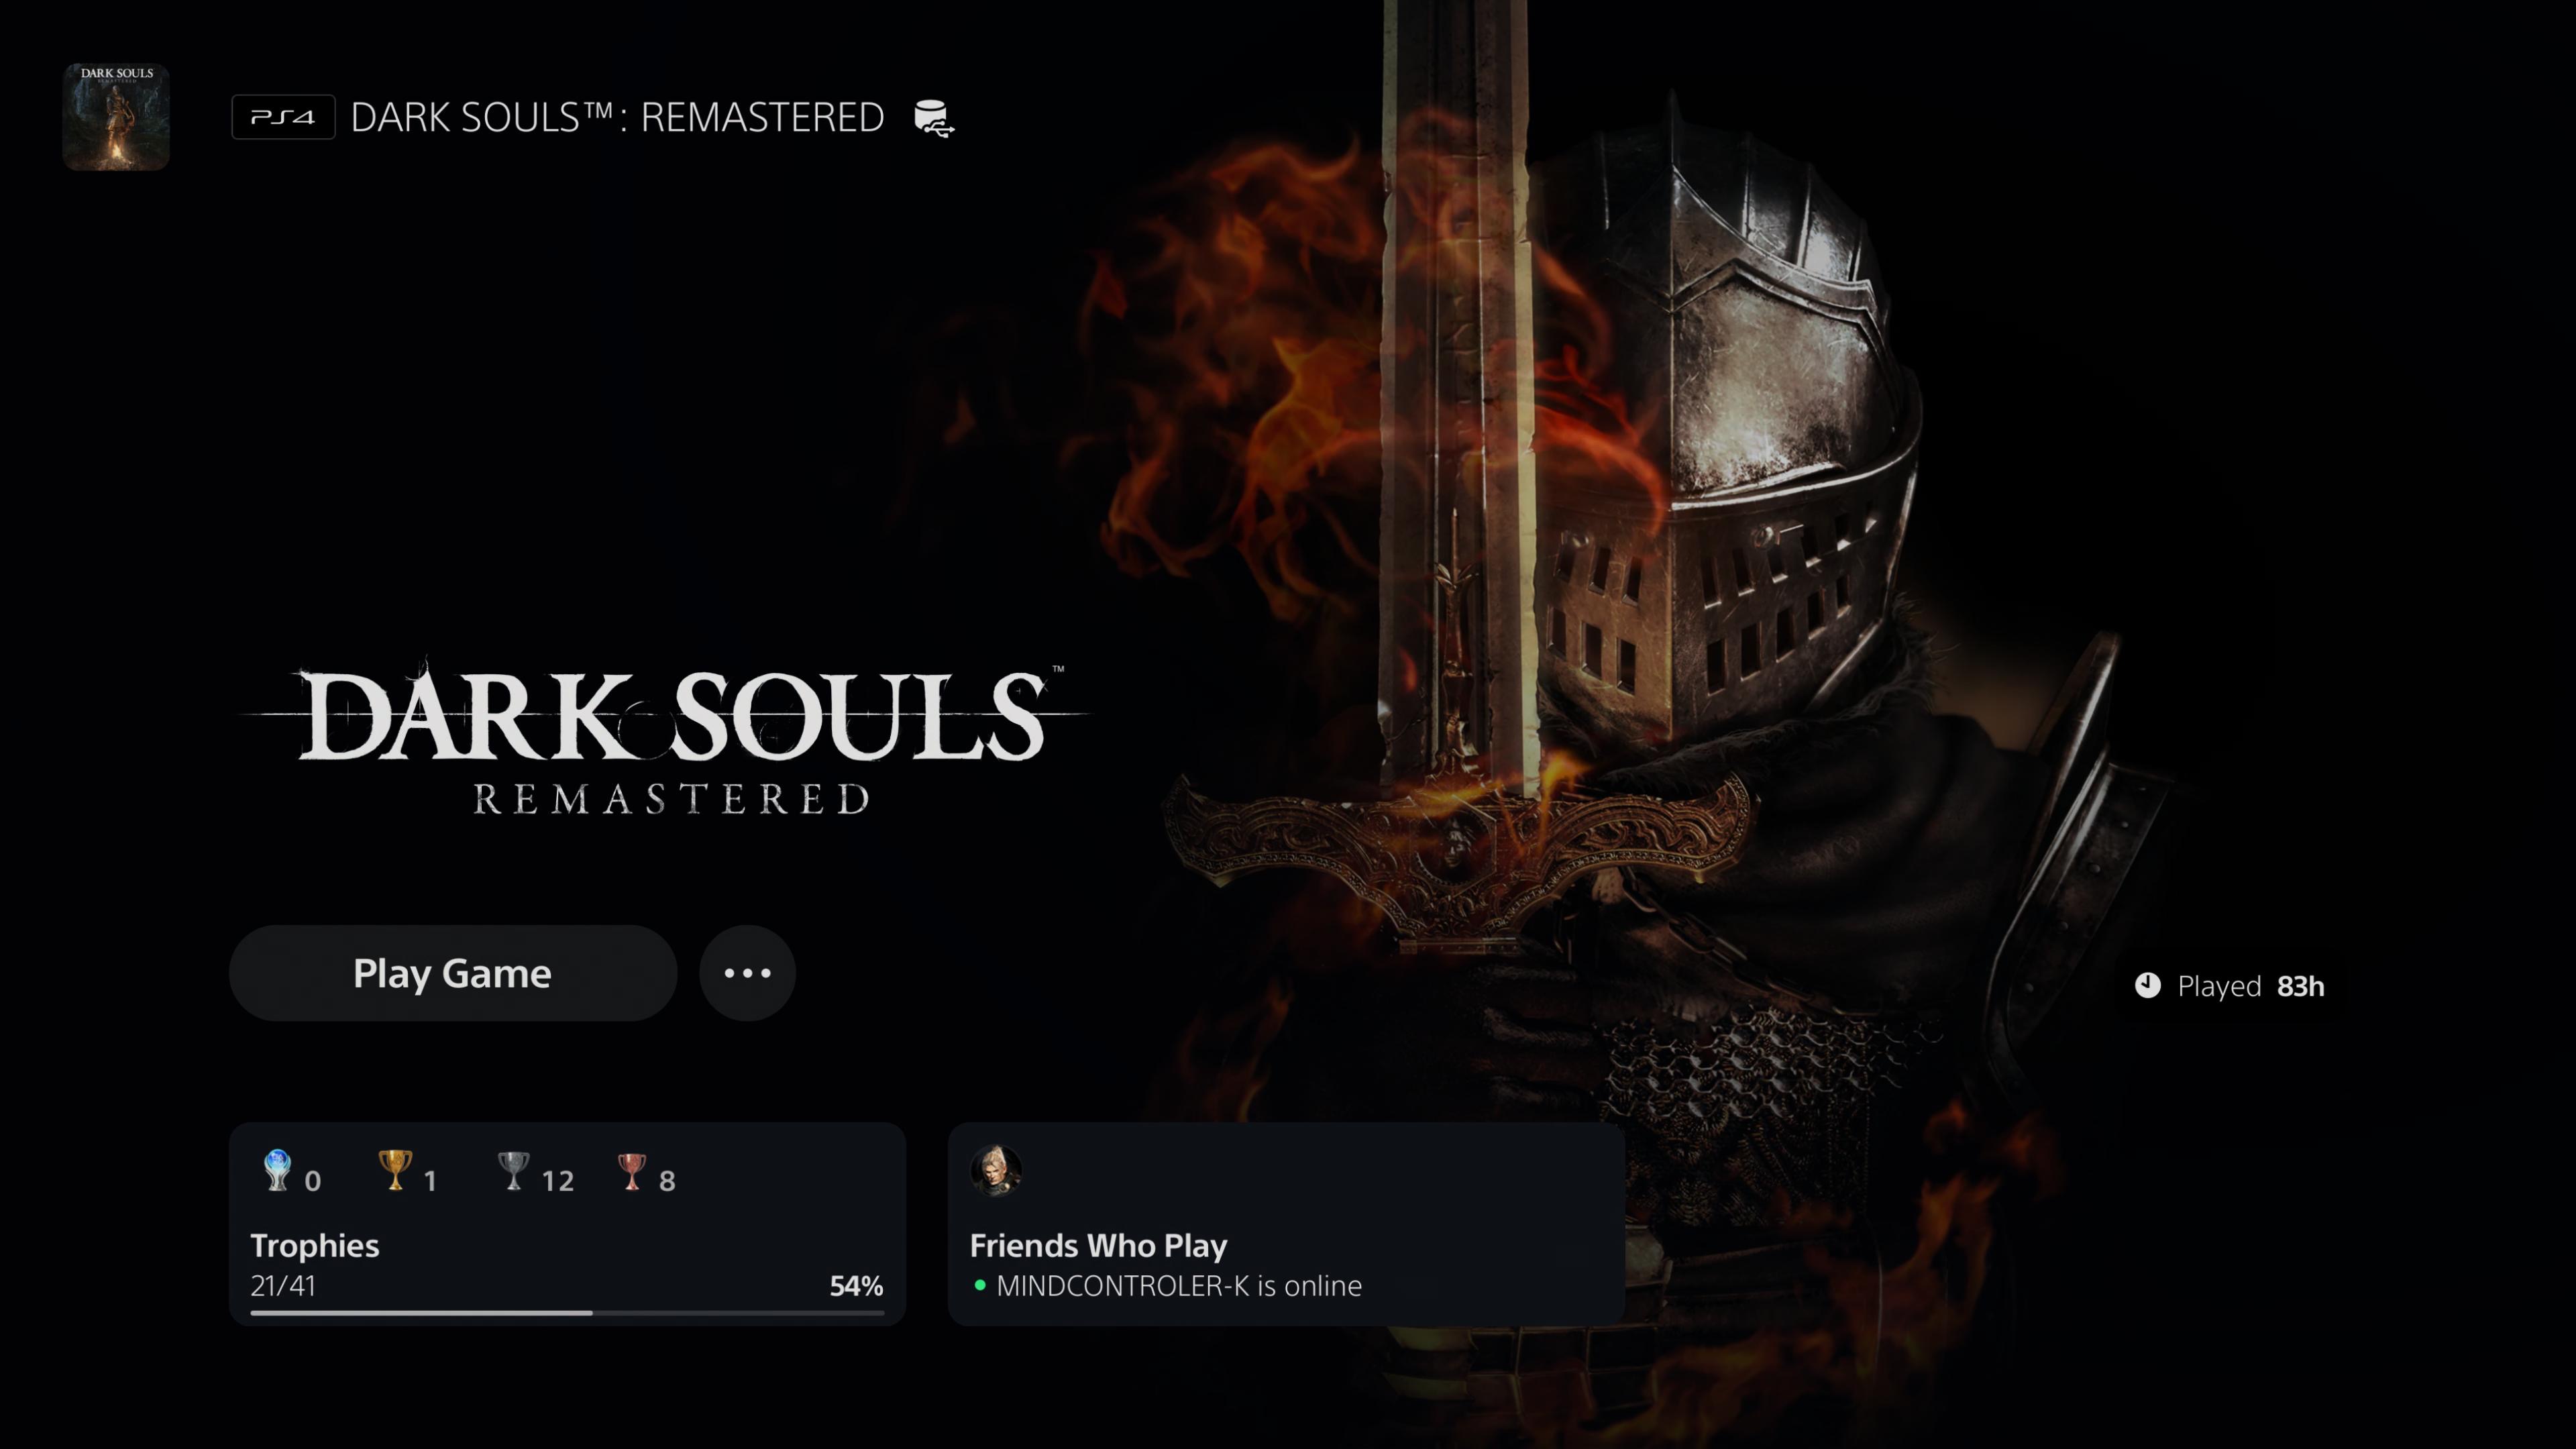 DARK SOULS
REMASTERED
PS4 DARK SOULS™: REMASTERED
DARK SOULS™
REMASTERED
Play Game
Played 83h
0 1 12 8
Trophies
21/41 54%
Friends Who Play
MINDCONTROLER-K is online